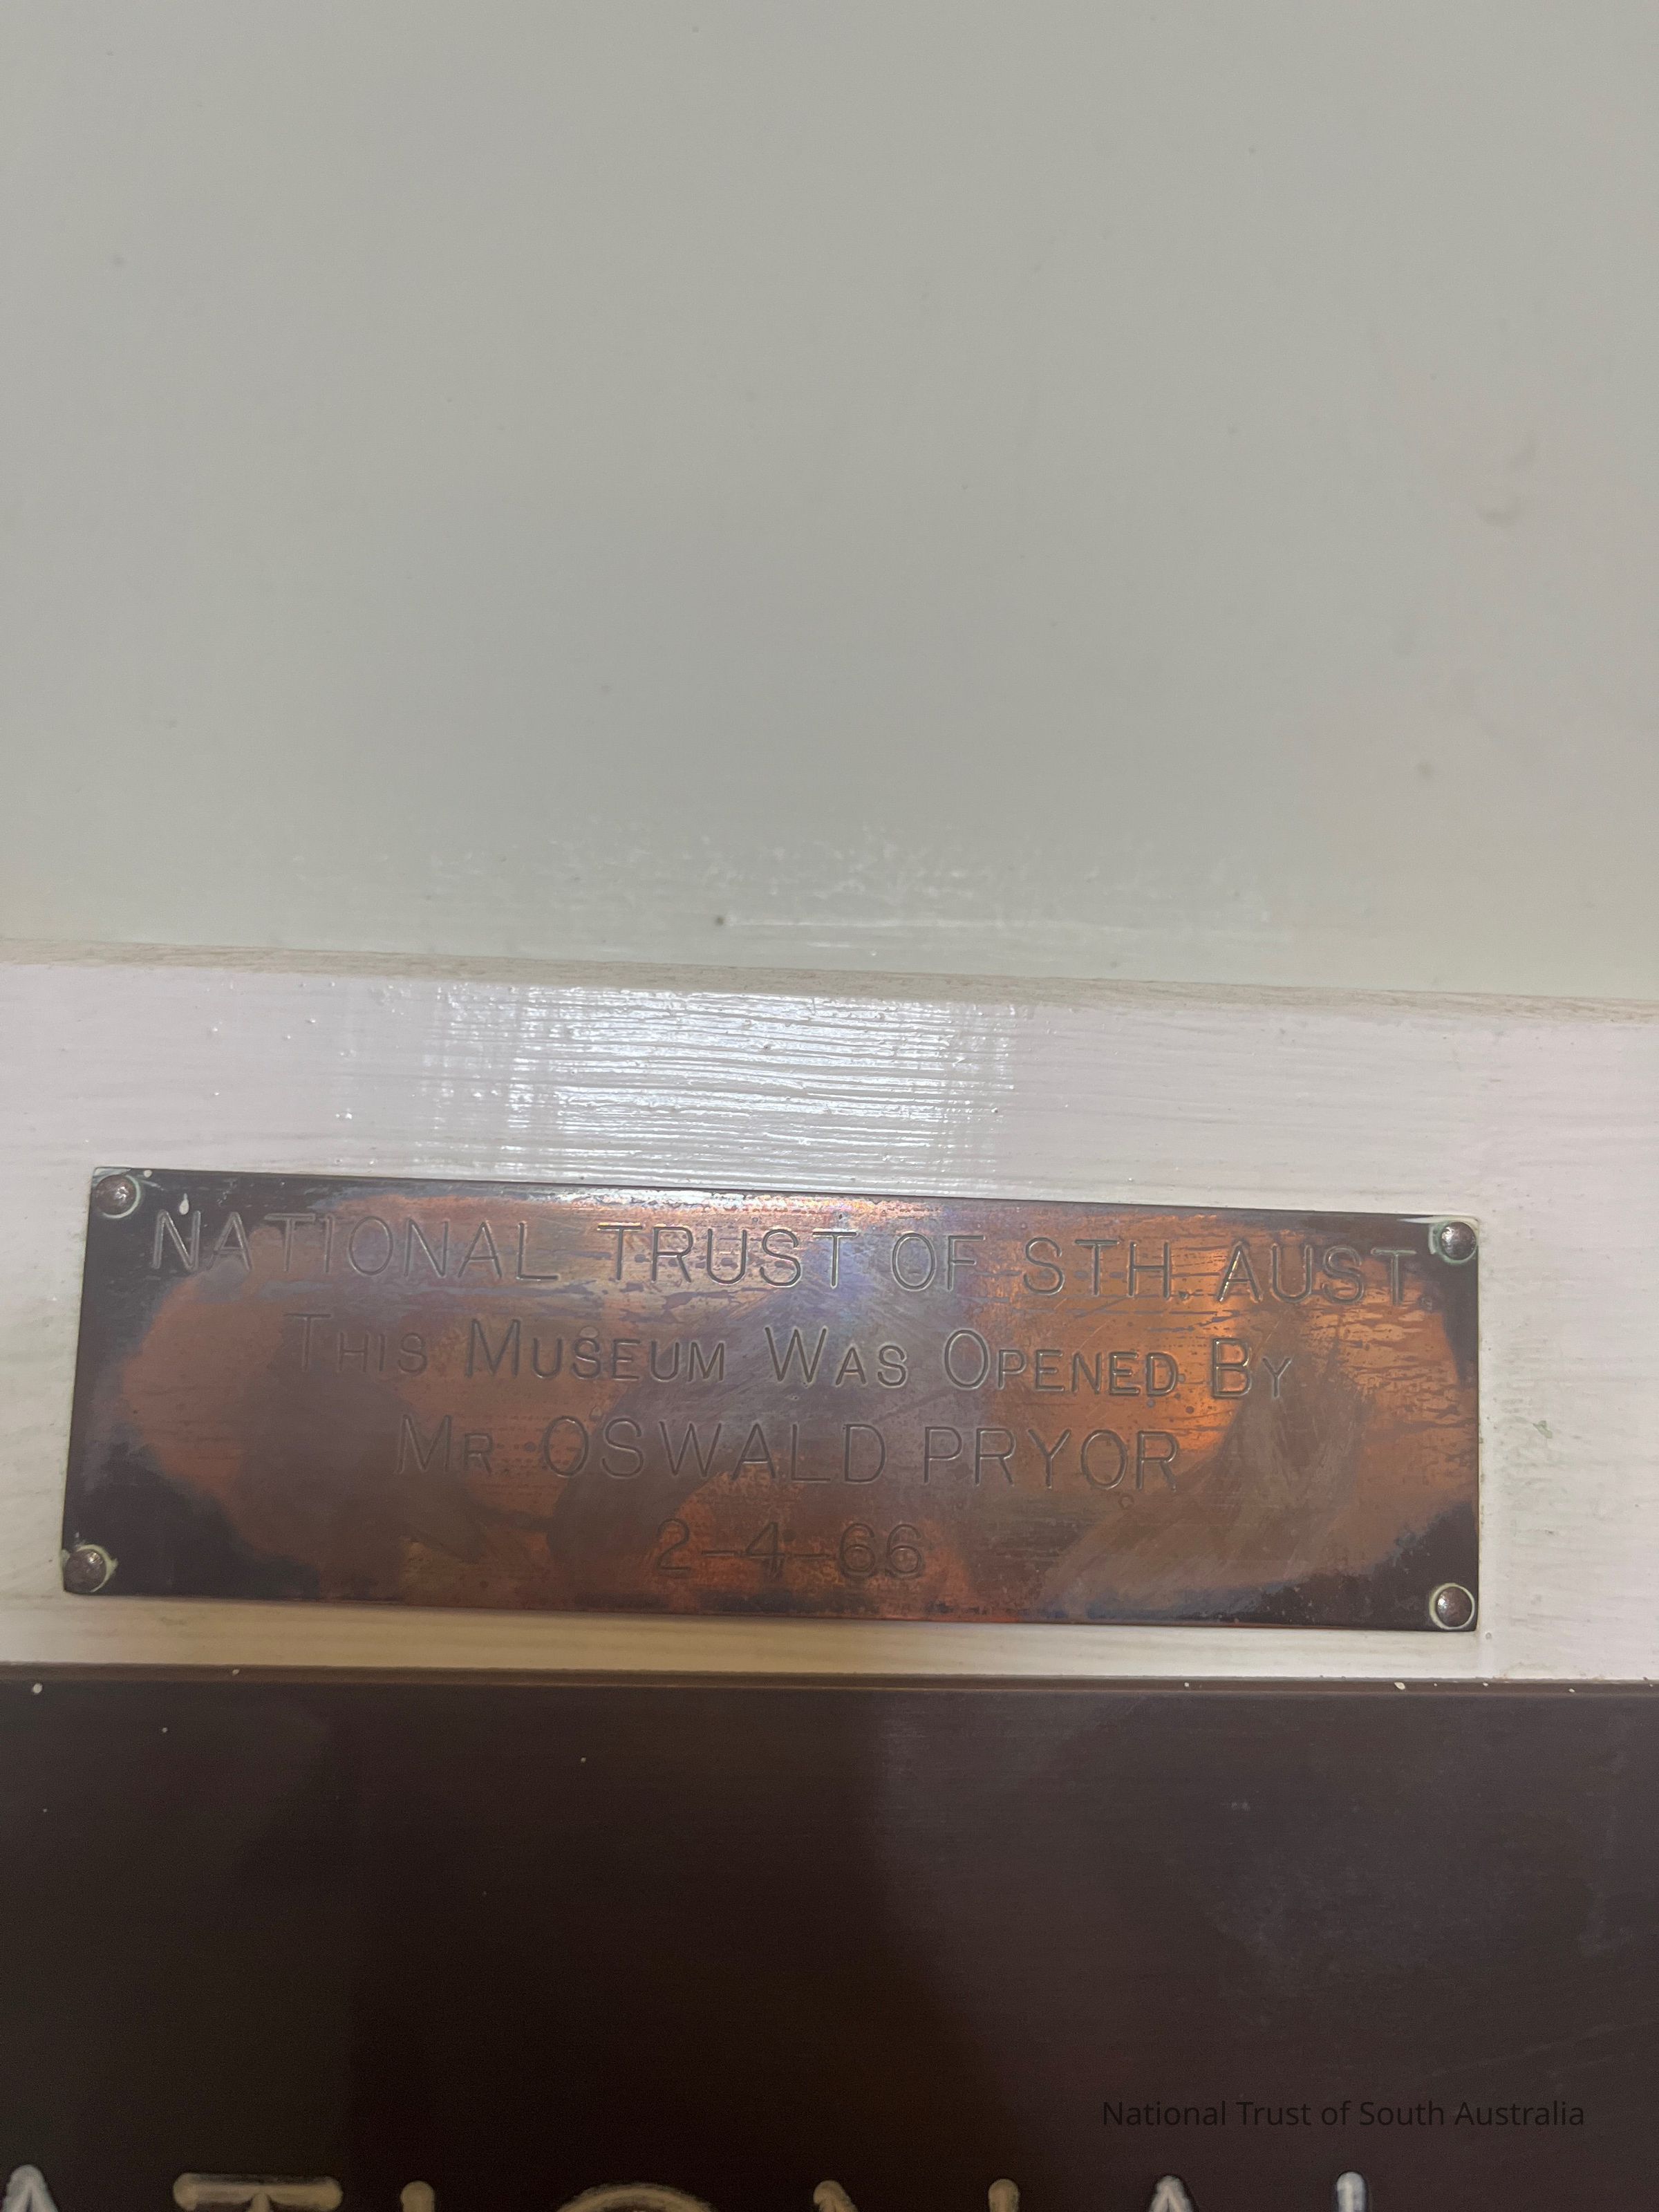 NATIONAL TRUST OF STH. AUST.
THIS MUSEUM WAS OPENED BY
MR OSWALD PRYOR
2-4-66
National Trust of South Australia